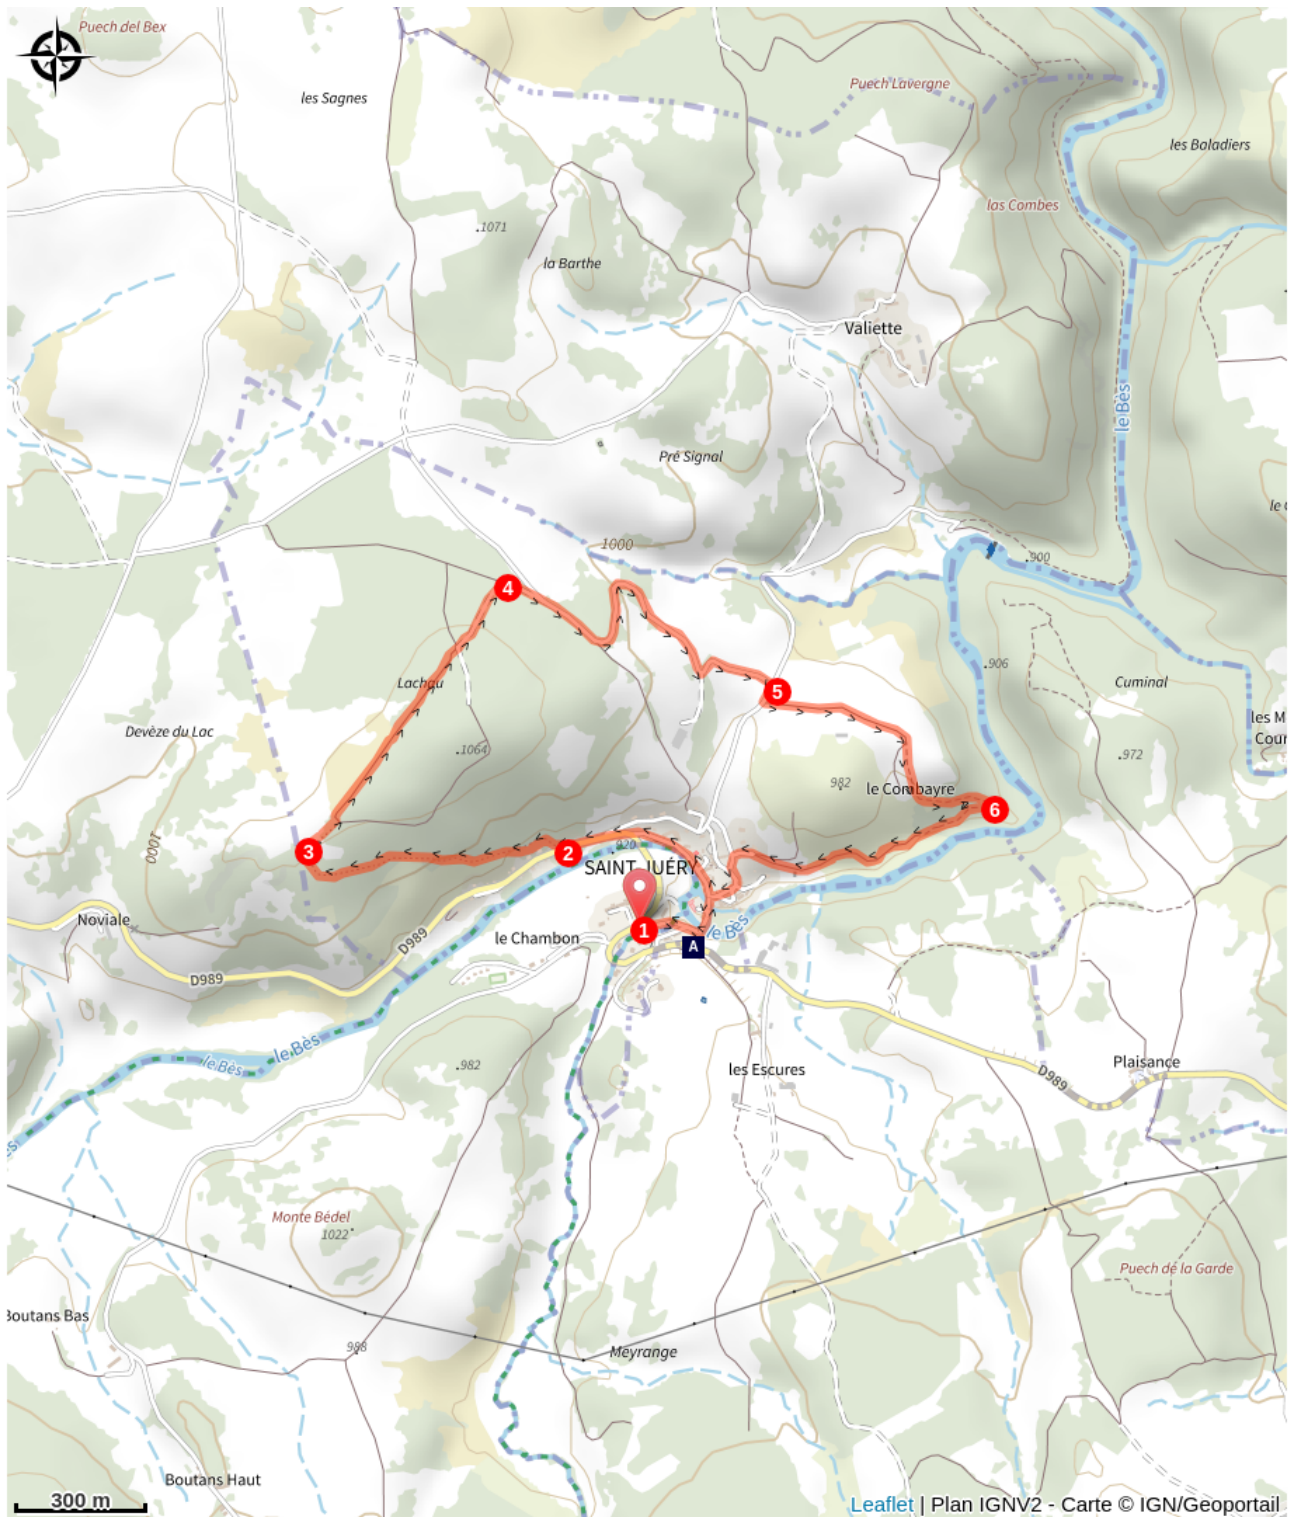 Puech del Bex
les Sagnes
Puech Lavergne
les Baladiers
las Combes
1071
la Barthe
Valiette
le Bès
Pré Signal
1000
900
4
906
Lachau
Cuminal
5
Devèze du Lac
les M
Cour
1064
972
982
le Combayre
6
1000
920
3
2
SAINT-JUÉRY
Noviale
1
le Bès
le Chambon
D989
A
D989
le Bès
le Bès
982
les Escures
Plaisance
D989
Monte Bédel
1022
Puech de la Garde
Boutans Bas
988
Meyrange
Boutans Haut
300 m
Leaflet | Plan IGNV2 - Carte © IGN/Geoportail